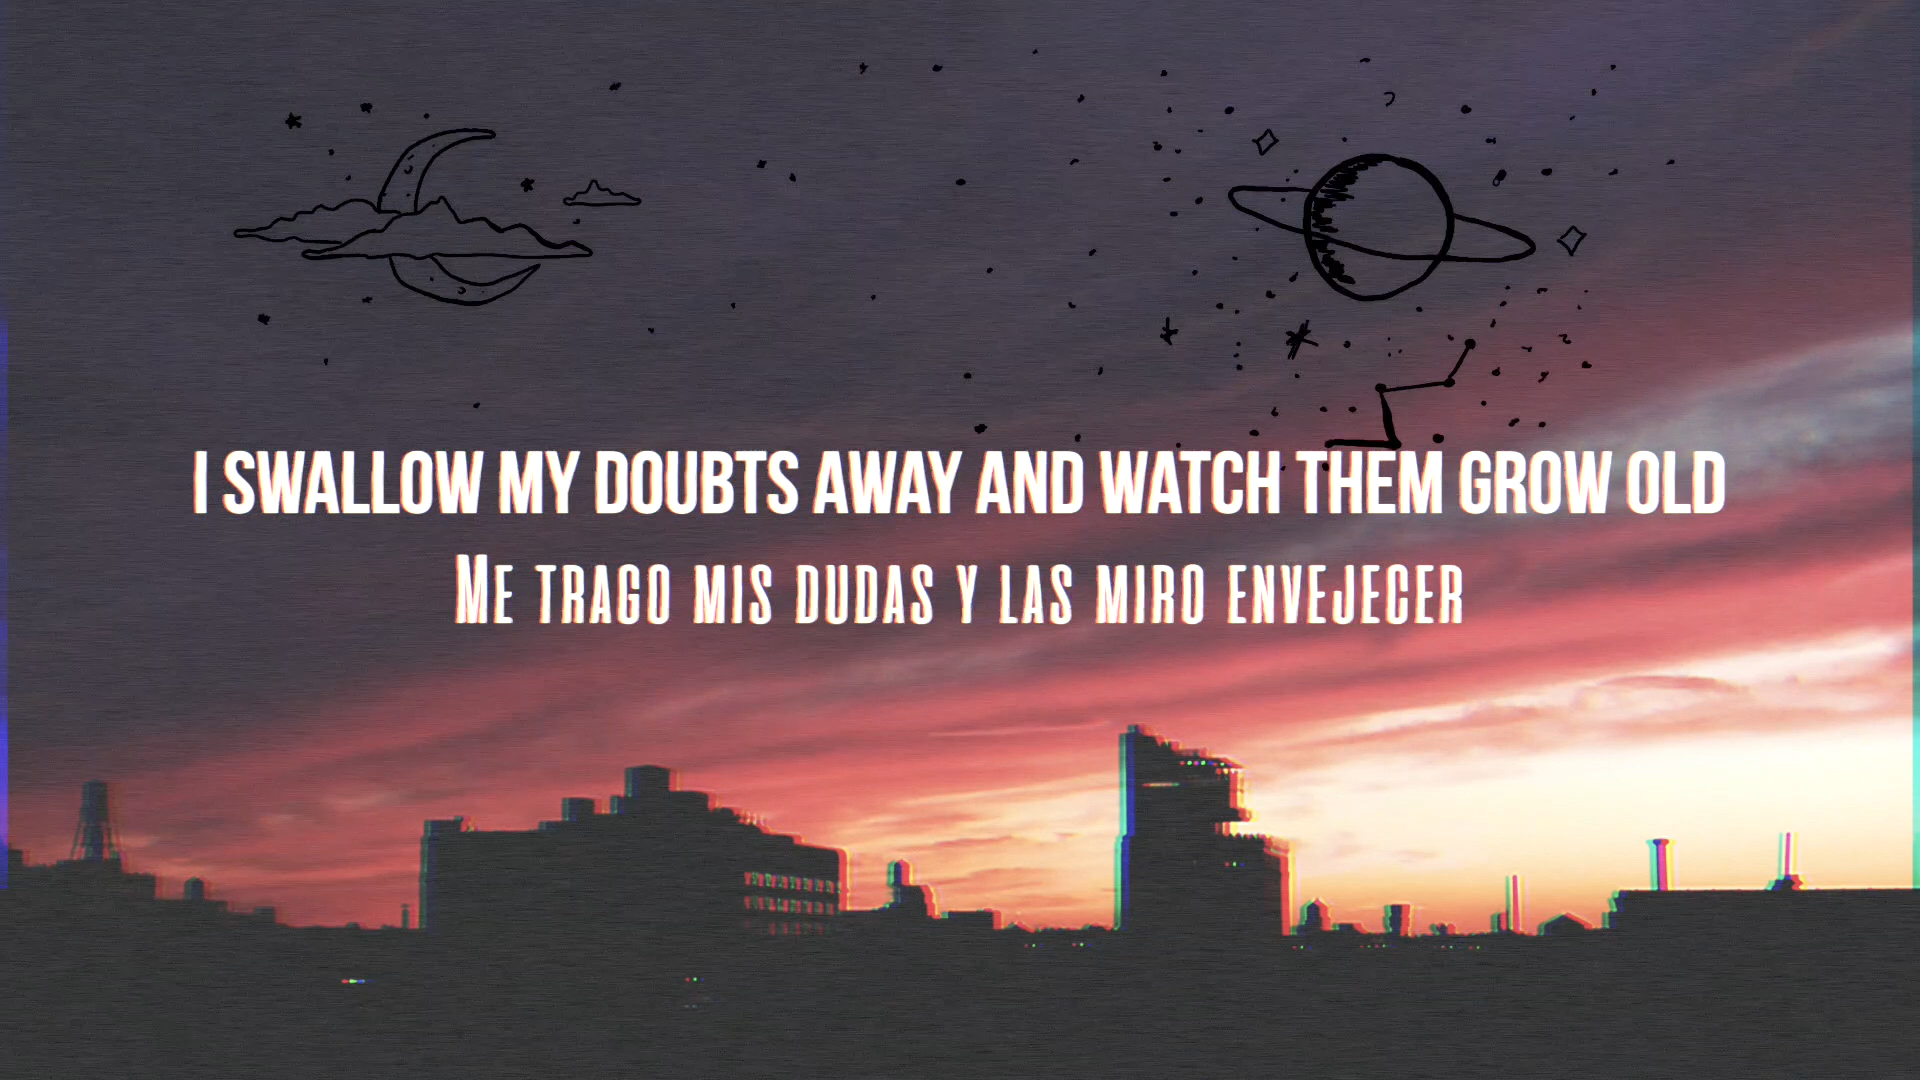 I SWALLOW MY DOUBTS AWAY AND WATCH THEM GROW OLD
ME TRAGO MIS DUDAS Y LAS MIRO ENVEJECER